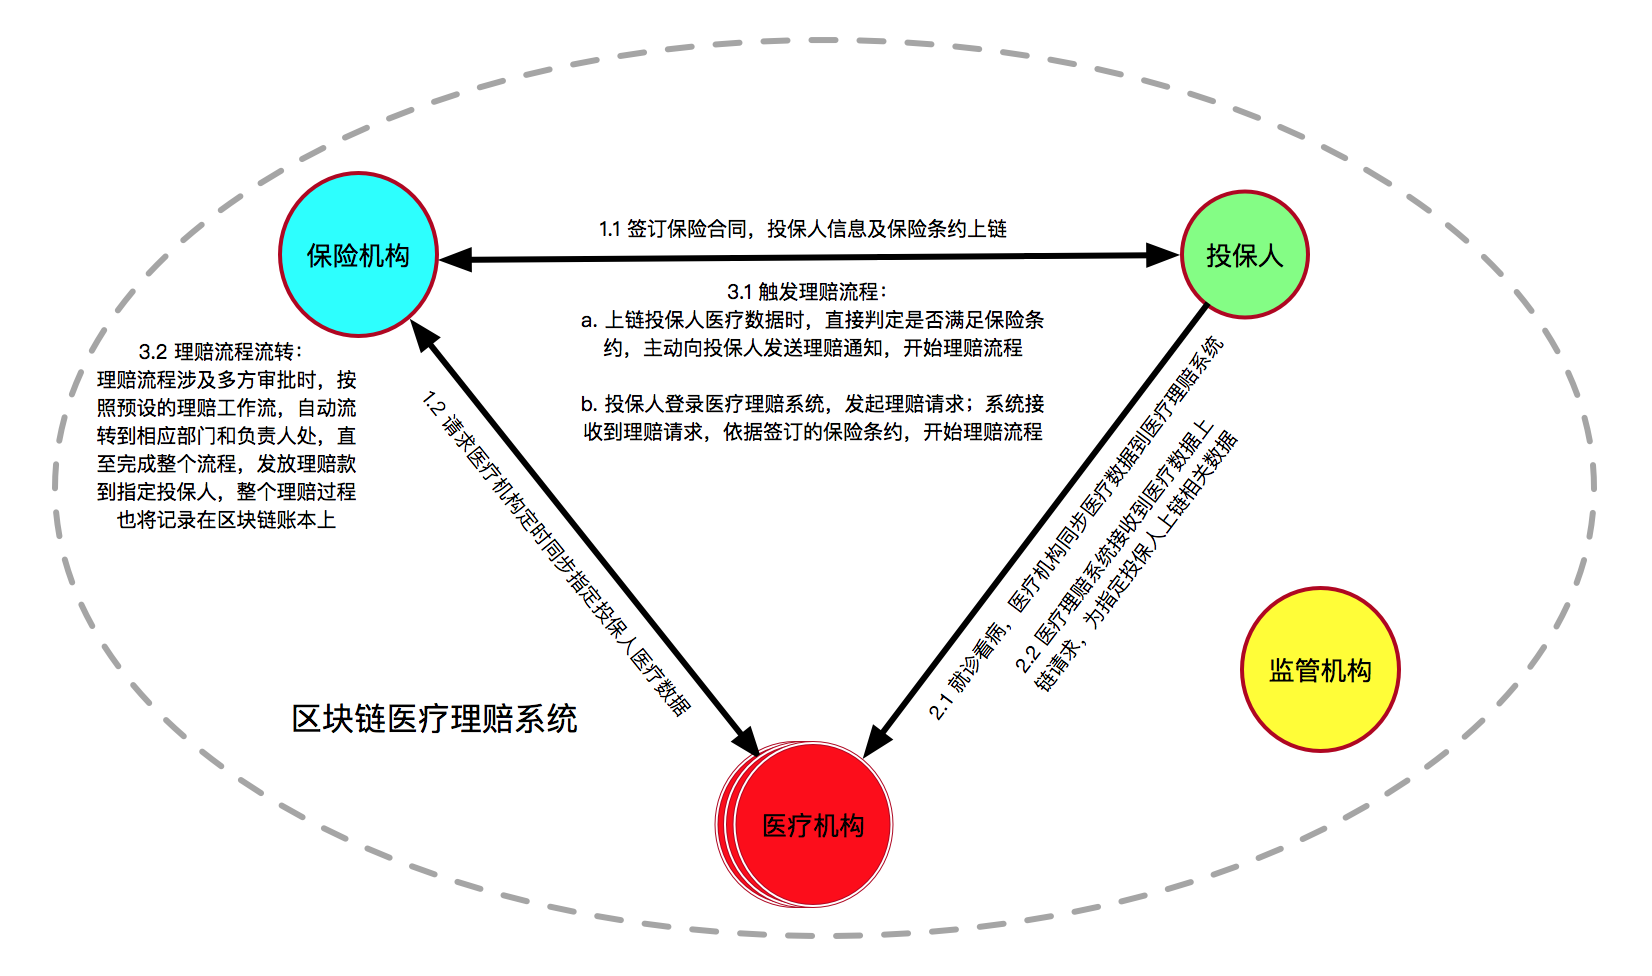 保险机构
1.1 签订保险合同，投保人信息及保险条约上链
投保人
3.1 触发理赔流程：
a. 上链投保人医疗数据时，直接判定是否满足保险条
约，主动向投保人发送理赔通知，开始理赔流程
b. 投保人登录医疗理赔系统，发起理赔请求；系统接
收到理赔请求，依据签订的保险条约，开始理赔流程
3.2 理赔流程流转：
理赔流程涉及多方审批时，按
照预设的理赔工作流，自动流
转到相应部门和负责人处，直
至完成整个流程，发放理赔款
到指定投保人，整个理赔过程
也将记录在区块链账本上
1.2 请求医疗机构定时同步指定投保人医疗数据
2.1 就诊看病，医疗机构同步医疗数据到医疗理赔系统
2.2 医疗理赔系统接收到医疗数据上
链请求，为指定投保人上链相关数据
监管机构
区块链医疗理赔系统
医疗机构